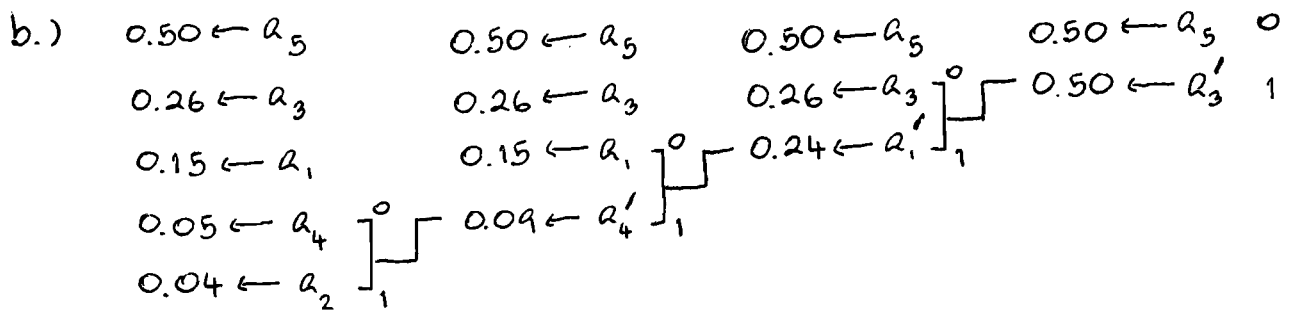 b.) 0.50 ← a₅ 0.50 ← a₅ 0.50 ← a₅ 0.50 ← a₅ 0
0.26 ← a₃ 0.26 ← a₃ 0.26 ← a₃ 0 0.50 ← a₃′ 1
0.15 ← a₁ 0.15 ← a₁ 0 0.24 ← a₁′ 1
0.05 ← a₄ 0 0.09 ← a₄′ 1
0.04 ← a₂ 1